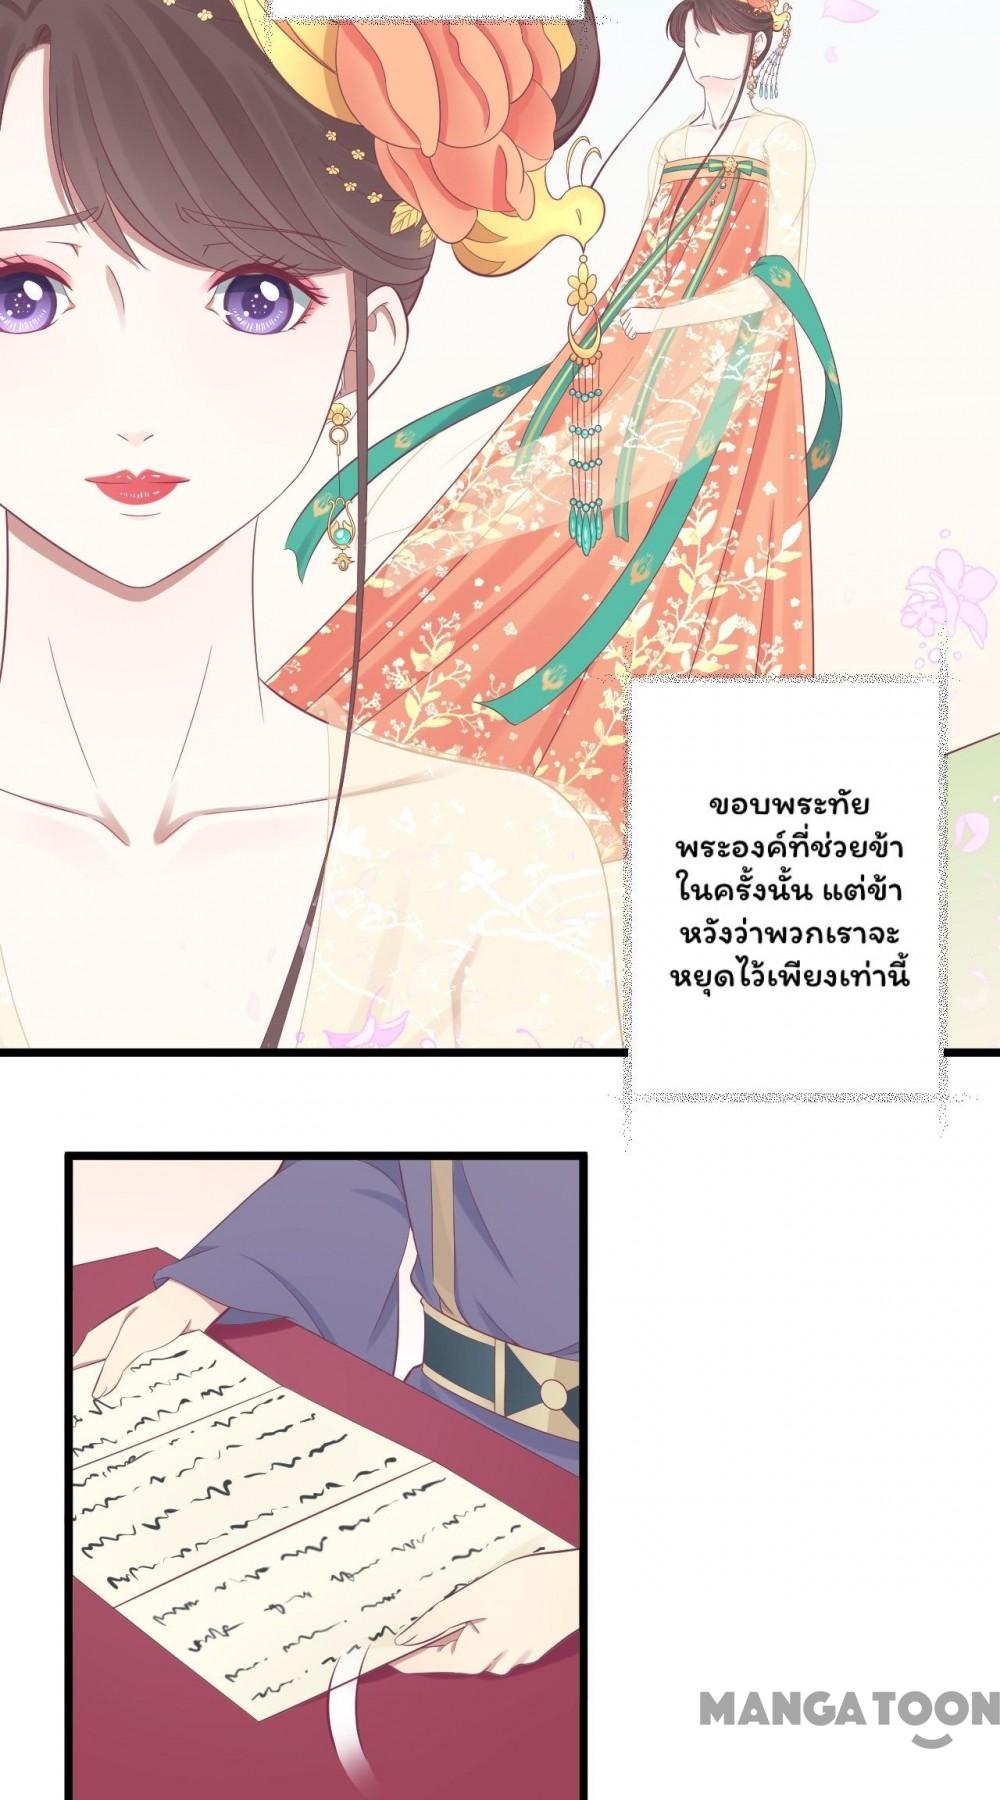 ขอบพระทัย
พระองค์ที่ช่วยข้า
ในครั้งนั้น แต่ข้า
หวังว่าพวกเราจะ
หยุดไว้เพียงเท่านี้
MANGATOON